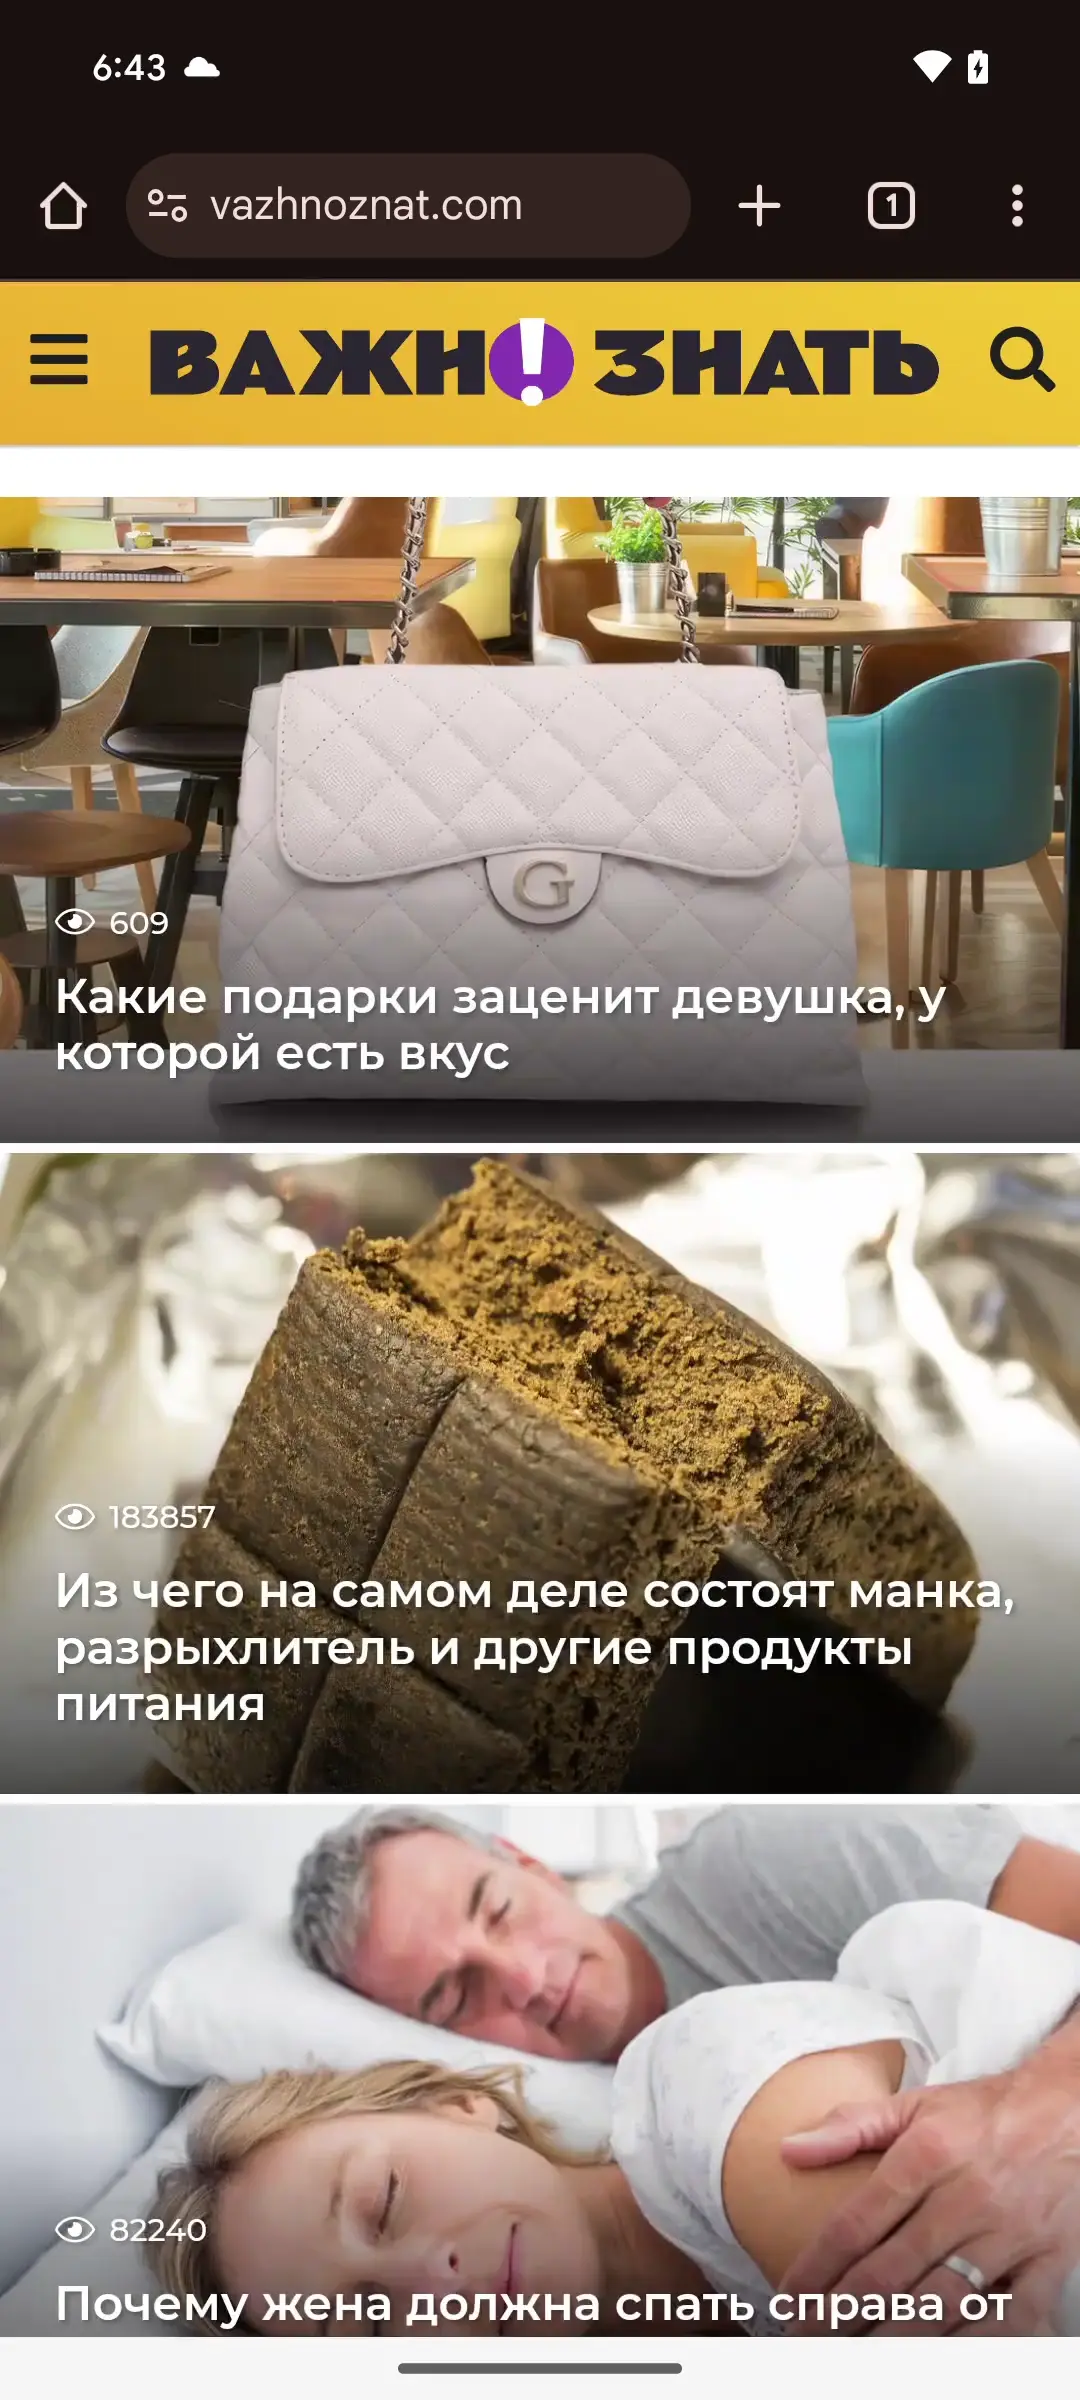 6:43
vazhnoznat.com
1
ВАЖН! ЗНАТЬ
G
609
Какие подарки заценит девушка, у
которой есть вкус
183857
Из чего на самом деле состоят манка,
разрыхлитель и другие продукты
питания
82240
Почему жена должна спать справа от